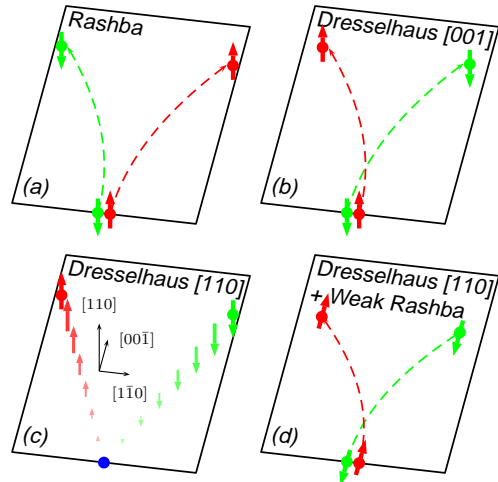 Rashba
(a)
Dresselhaus [001]
(b)
Dresselhaus [110]
[110]
[001̄]
[11̄0]
(c)
Dresselhaus [110]
+ Weak Rashba
(d)